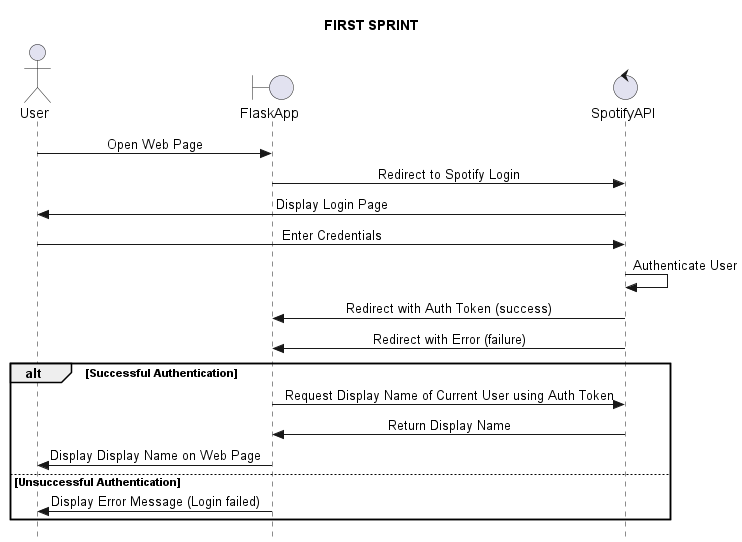 FIRST SPRINT
User
FlaskApp
SpotifyAPI
Open Web Page
Redirect to Spotify Login
Display Login Page
Enter Credentials
Authenticate User
Redirect with Auth Token (success)
Redirect with Error (failure)
alt [Successful Authentication]
Request Display Name of Current User using Auth Token
Return Display Name
Display Display Name on Web Page
[Unsuccessful Authentication]
Display Error Message (Login failed)